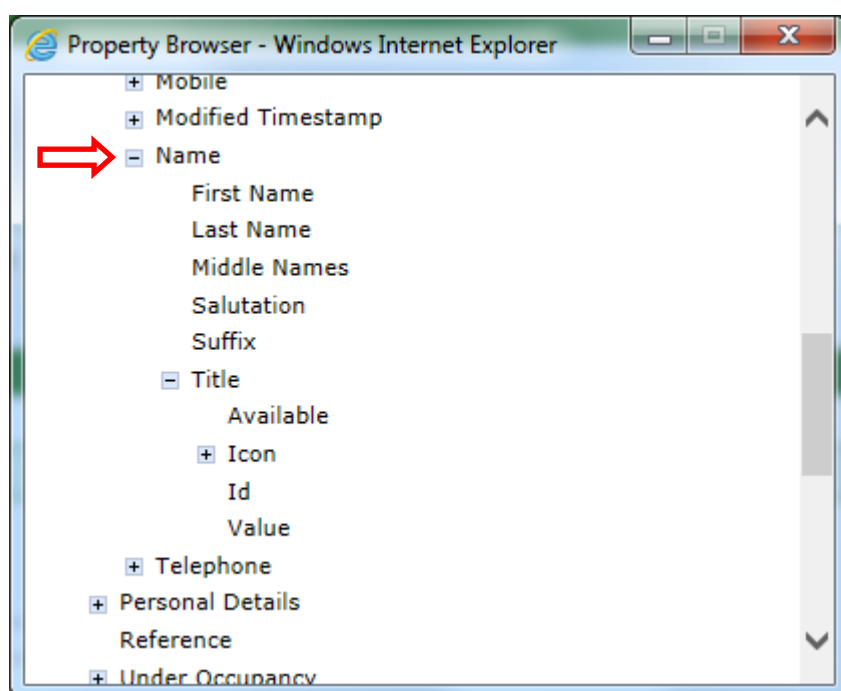 Property Browser - Windows Internet Explorer
Mobile
Modified Timestamp
Name
First Name
Last Name
Middle Names
Salutation
Suffix
Title
Available
Icon
Id
Value
Telephone
Personal Details
Reference
Under Occupancy